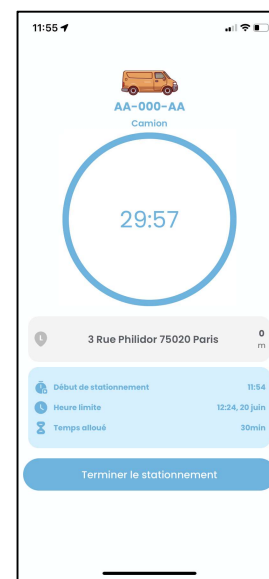 11:55
AA-000-AA
Camion
29:57
3 Rue Philidor 75020 Paris 0 m
Début de stationnement 11:54
Heure limite 12:24, 20 juin
Temps alloué 30min
Terminer le stationnement